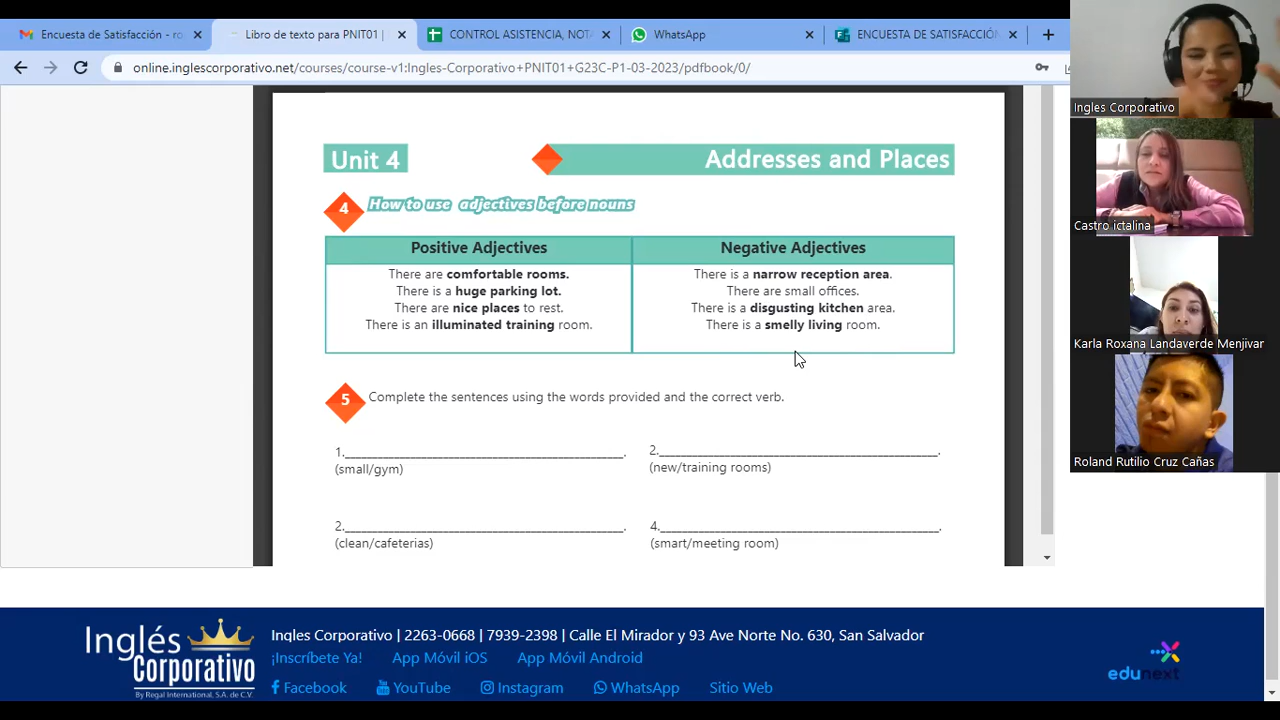 Encuesta de Satisfacción - ro
Libro de texto para PNIT01 |
CONTROL ASISTENCIA, NOTA
WhatsApp
ENCUESTA DE SATISFACCIÓN
online.inglescorporativo.net/courses/course-v1:Ingles-Corporativo+PNIT01+G23C-P1-03-2023/pdfbook/0/
Ingles Corporativo
Castro ictalina
Karla Roxana Landaverde Menjivar
Roland Rutilio Cruz Cañas
Unit 4
Addresses and Places
4
How to use adjectives before nouns
Positive Adjectives
There are comfortable rooms.
There is a huge parking lot.
There are nice places to rest.
There is an illuminated training room.
Negative Adjectives
There is a narrow reception area.
There are small offices.
There is a disgusting kitchen area.
There is a smelly living room.
5
Complete the sentences using the words provided and the correct verb.
1.______________________________.
(small/gym)
2.______________________________.
(new/training rooms)
2.______________________________.
(clean/cafeterias)
4.______________________________.
(smart/meeting room)
Inglés
Corporativo
By Regal International, S.A. de C.V.
Ingles Corporativo | 2263-0668 | 7939-2398 | Calle El Mirador y 93 Ave Norte No. 630, San Salvador
¡Inscríbete Ya! App Móvil iOS App Móvil Android
Facebook YouTube Instagram WhatsApp Sitio Web
edunext